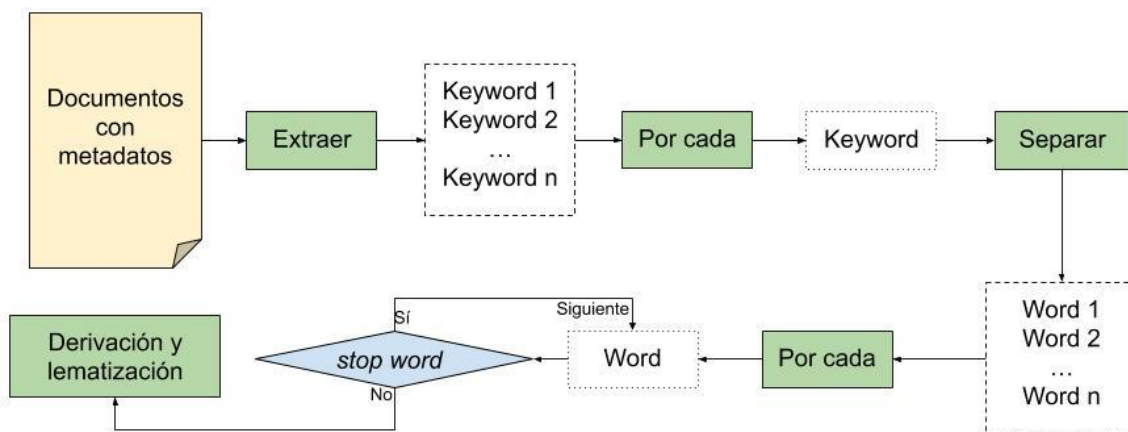 Documentos
con
metadatos
Extraer
Keyword 1
Keyword 2
...
Keyword n
Por cada
Keyword
Separar
Word 1
Word 2
...
Word n
Por cada
Word
Siguiente
Sí
stop word
No
Derivación y
lematización